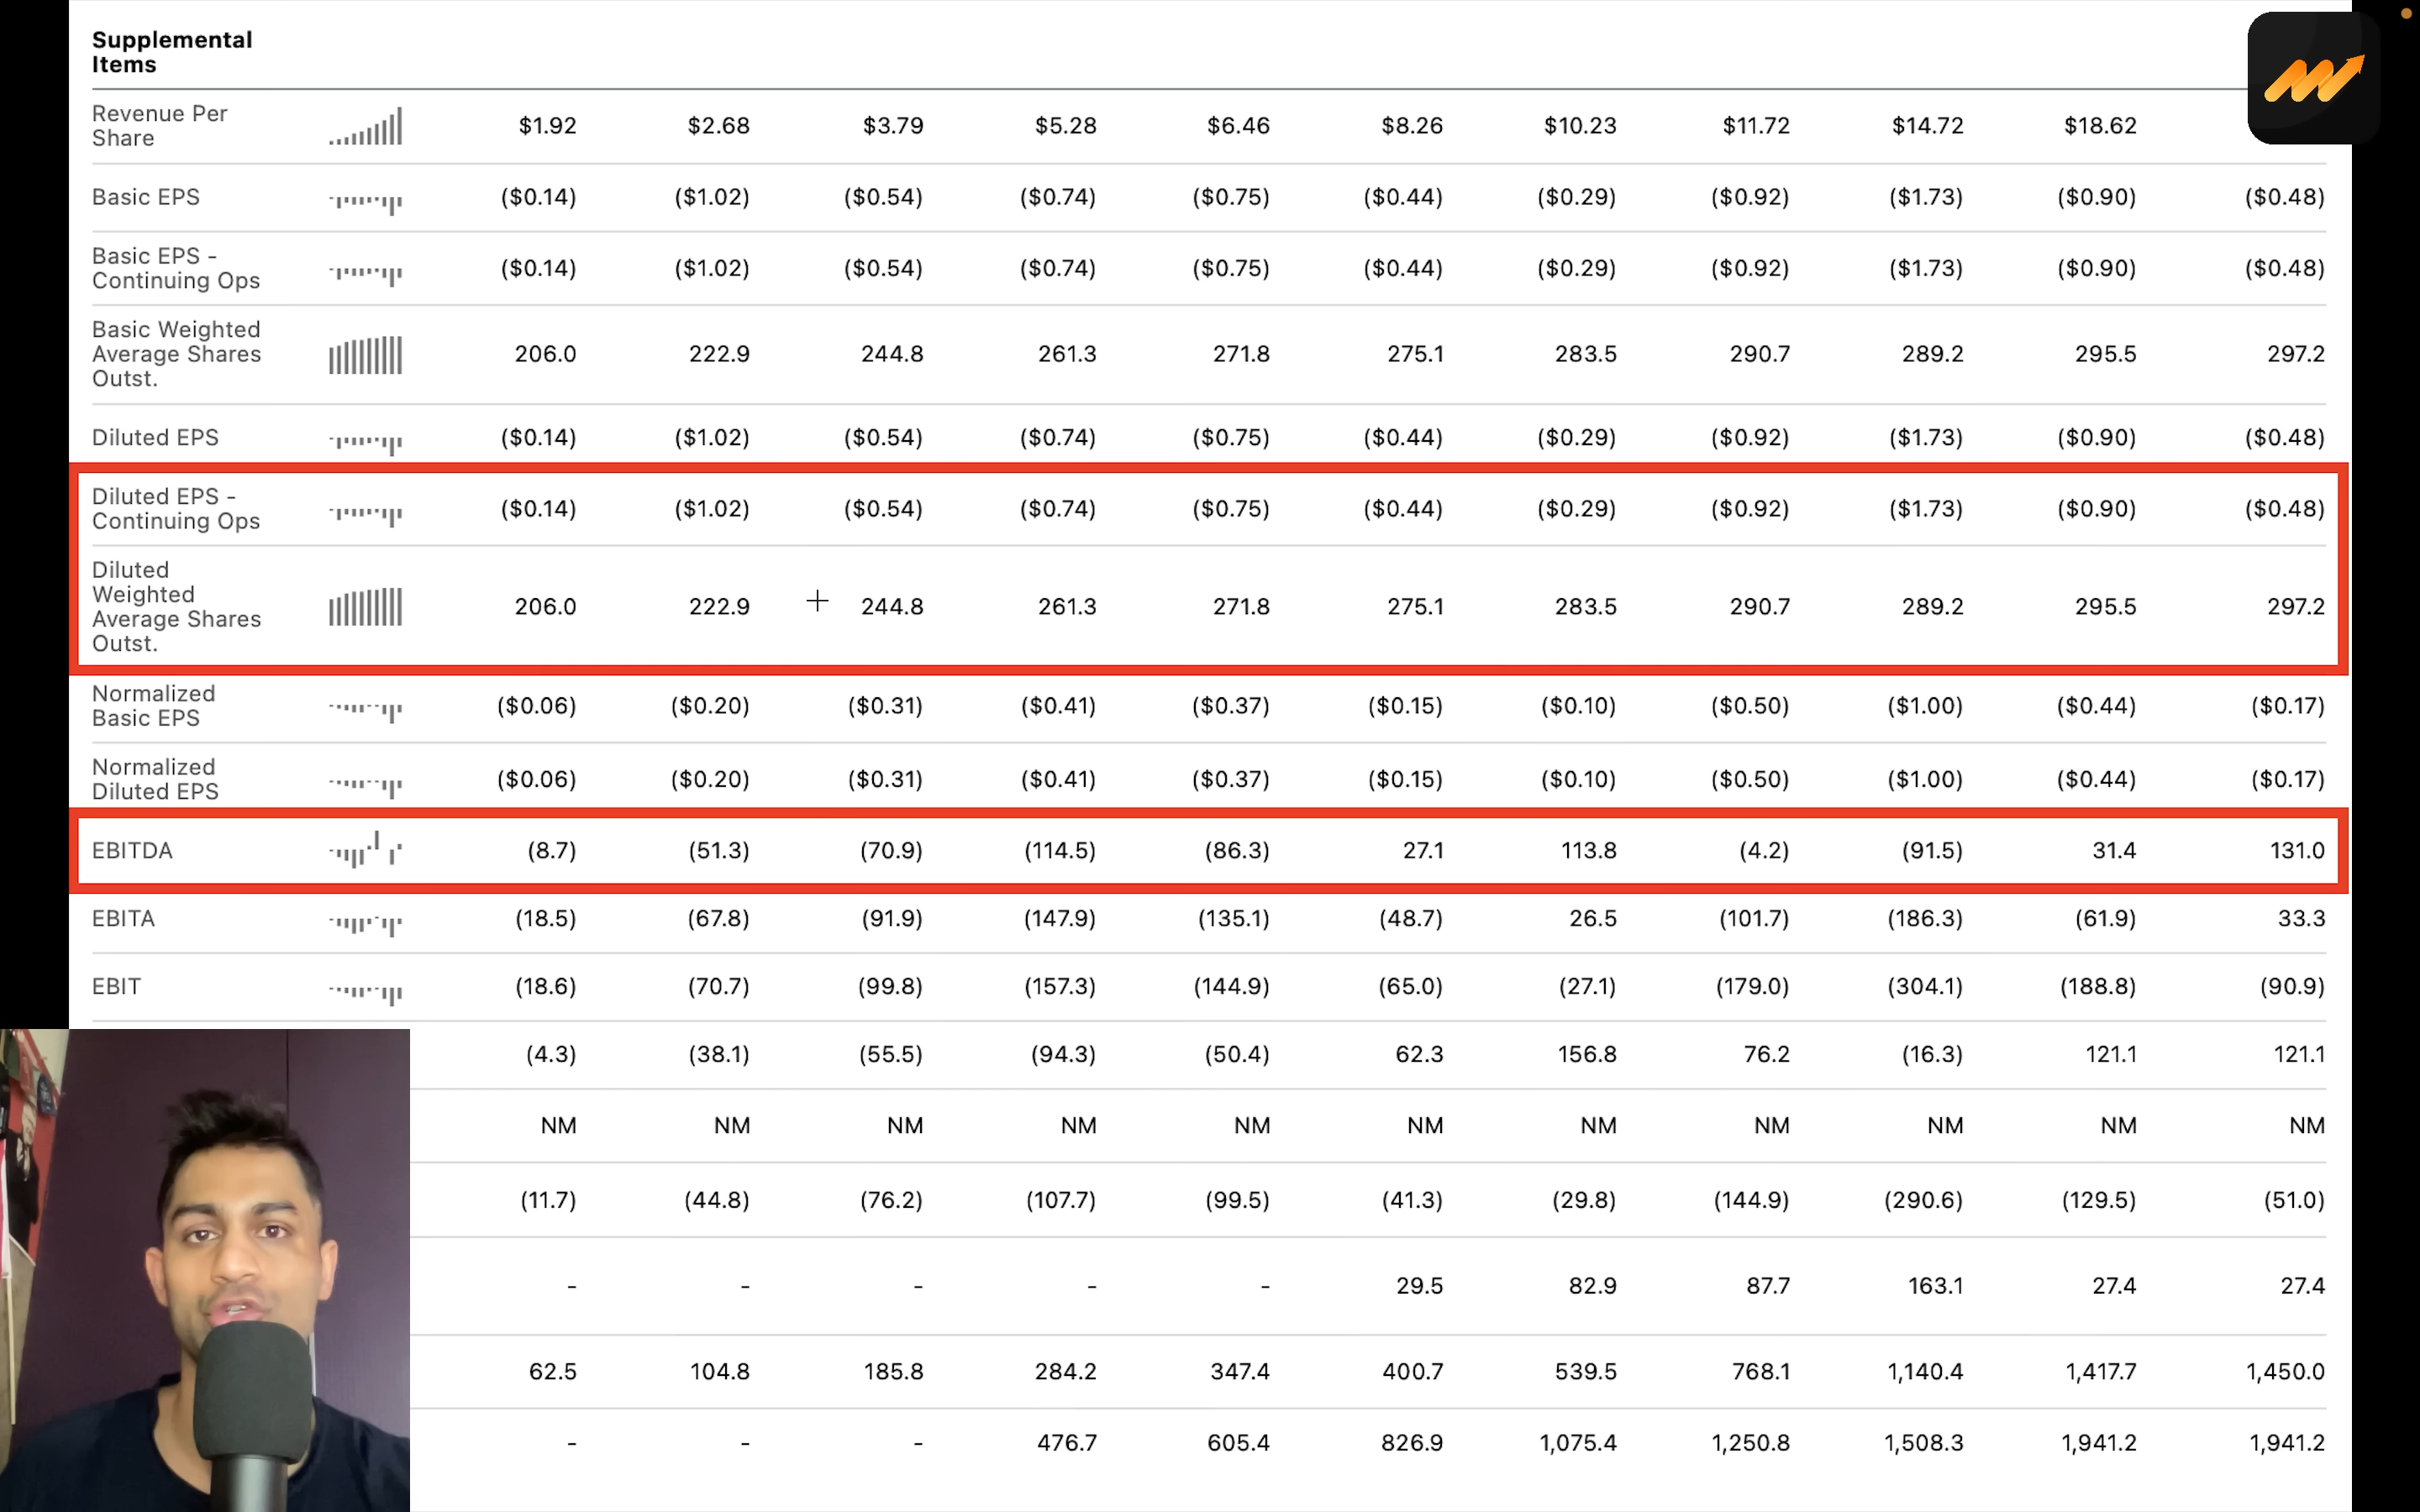 Supplemental
Items
Revenue Per
Share
$1.92 $2.68 $3.79 $5.28 $6.46 $8.26 $10.23 $11.72 $14.72 $18.62
Basic EPS ($0.14) ($1.02) ($0.54) ($0.74) ($0.75) ($0.44) ($0.29) ($0.92) ($1.73) ($0.90) ($0.48)
Basic EPS -
Continuing Ops
($0.14) ($1.02) ($0.54) ($0.74) ($0.75) ($0.44) ($0.29) ($0.92) ($1.73) ($0.90) ($0.48)
Basic Weighted
Average Shares
Outst.
206.0 222.9 244.8 261.3 271.8 275.1 283.5 290.7 289.2 295.5 297.2
Diluted EPS ($0.14) ($1.02) ($0.54) ($0.74) ($0.75) ($0.44) ($0.29) ($0.92) ($1.73) ($0.90) ($0.48)
Diluted EPS -
Continuing Ops
($0.14) ($1.02) ($0.54) ($0.74) ($0.75) ($0.44) ($0.29) ($0.92) ($1.73) ($0.90) ($0.48)
Diluted
Weighted
Average Shares
Outst.
206.0 222.9 244.8 261.3 271.8 275.1 283.5 290.7 289.2 295.5 297.2
Normalized
Basic EPS
($0.06) ($0.20) ($0.31) ($0.41) ($0.37) ($0.15) ($0.10) ($0.50) ($1.00) ($0.44) ($0.17)
Normalized
Diluted EPS
($0.06) ($0.20) ($0.31) ($0.41) ($0.37) ($0.15) ($0.10) ($0.50) ($1.00) ($0.44) ($0.17)
EBITDA (8.7) (51.3) (70.9) (114.5) (86.3) 27.1 113.8 (4.2) (91.5) 31.4 131.0
EBITA (18.5) (67.8) (91.9) (147.9) (135.1) (48.7) 26.5 (101.7) (186.3) (61.9) 33.3
EBIT (18.6) (70.7) (99.8) (157.3) (144.9) (65.0) (27.1) (179.0) (304.1) (188.8) (90.9)
(4.3) (38.1) (55.5) (94.3) (50.4) 62.3 156.8 76.2 (16.3) 121.1 121.1
NM NM NM NM NM NM NM NM NM NM NM
(11.7) (44.8) (76.2) (107.7) (99.5) (41.3) (29.8) (144.9) (290.6) (129.5) (51.0)
- - - - - 29.5 82.9 87.7 163.1 27.4 27.4
62.5 104.8 185.8 284.2 347.4 400.7 539.5 768.1 1,140.4 1,417.7 1,450.0
- - - 476.7 605.4 826.9 1,075.4 1,250.8 1,508.3 1,941.2 1,941.2